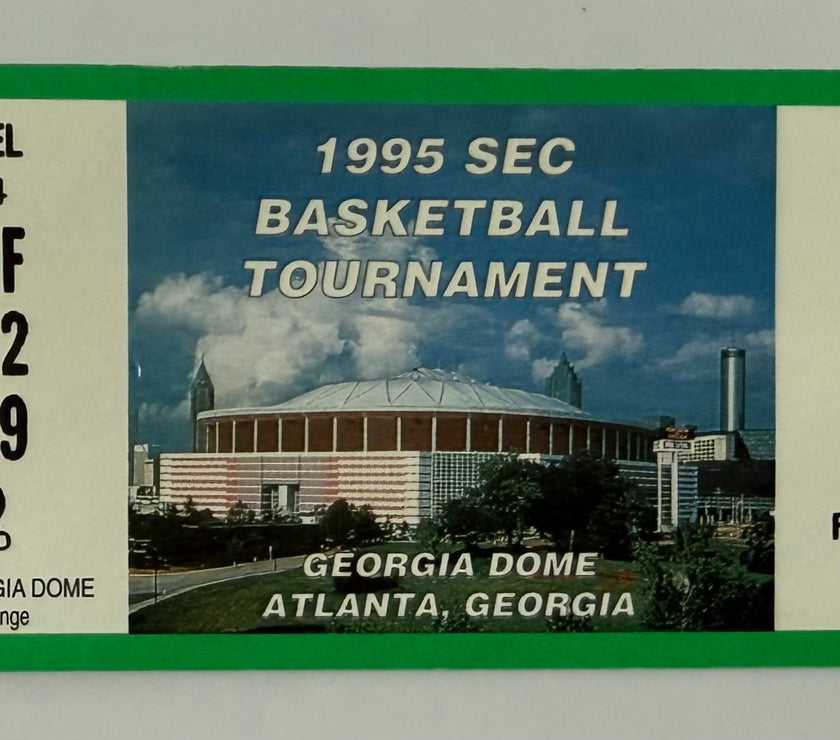 EL
4
F
2
9
D
GIA DOME
nge
1995 SEC
BASKETBALL
TOURNAMENT
GEORGIA DOME
ATLANTA, GEORGIA